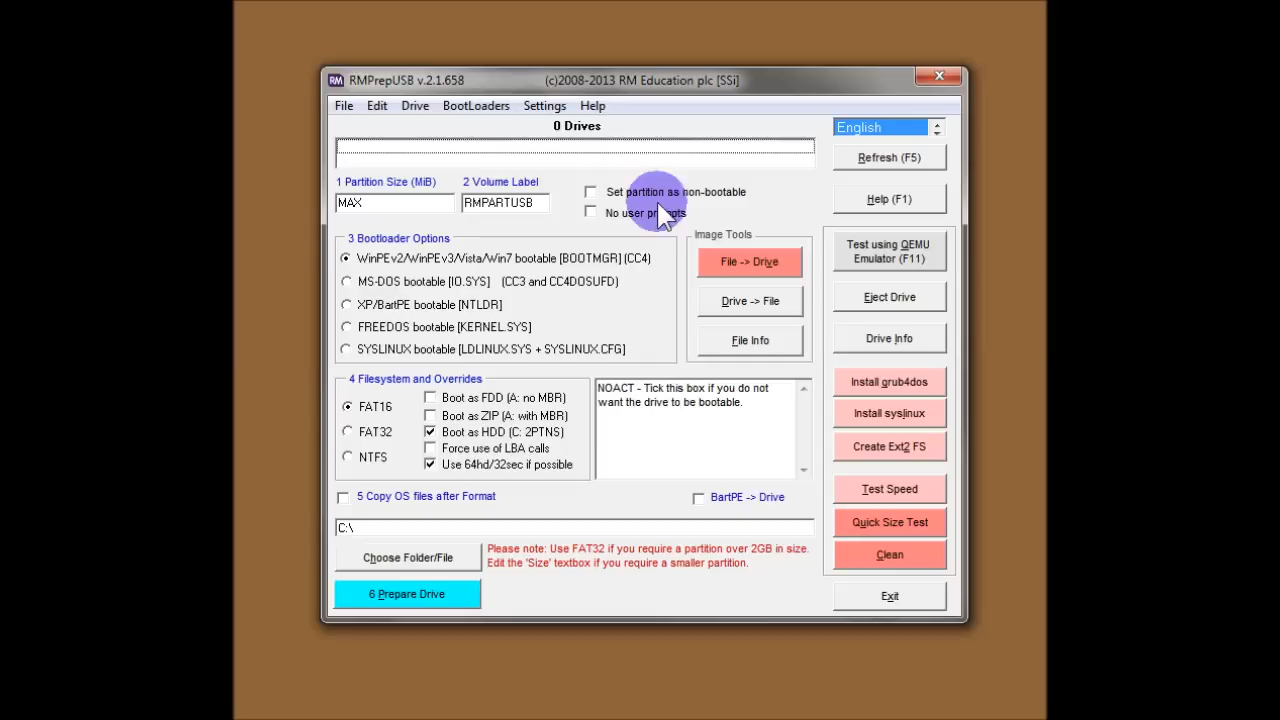 RM RMPrepUSB v.2.1.658 (c)2008-2013 RM Education plc [SSi]
File Edit Drive BootLoaders Settings Help
0 Drives
English
Refresh (F5)
1 Partition Size (MiB) 2 Volume Label
MAX RMPARTUSB
Set partition as non-bootable
No user prompts
Help (F1)
3 Bootloader Options
WinPEv2/WinPEv3/Vista/Win7 bootable [BOOTMGR] (CC4)
MS-DOS bootable [IO.SYS] (CC3 and CC4DOSUFD)
XP/BartPE bootable [NTLDR]
FREEDOS bootable [KERNEL.SYS]
SYSLINUX bootable [LDLINUX.SYS + SYSLINUX.CFG]
Image Tools
File -> Drive
Drive -> File
File Info
Test using QEMU
Emulator (F11)
Eject Drive
Drive Info
4 Filesystem and Overrides
FAT16
FAT32
NTFS
Boot as FDD (A: no MBR)
Boot as ZIP (A: with MBR)
Boot as HDD (C: 2PTNS)
Force use of LBA calls
Use 64hd/32sec if possible
NOACT - Tick this box if you do not
want the drive to be bootable.
Install grub4dos
Install syslinux
Create Ext2 FS
Test Speed
Quick Size Test
Clean
5 Copy OS files after Format
BartPE -> Drive
C:\
Choose Folder/File
Please note: Use FAT32 if you require a partition over 2GB in size.
Edit the 'Size' textbox if you require a smaller partition.
6 Prepare Drive
Exit